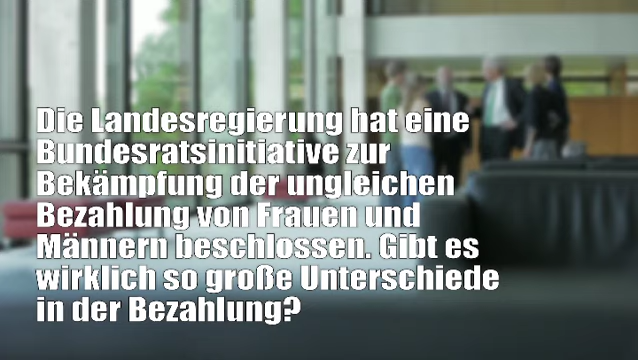 Die Landesregierung hat eine
Bundesratsinitiative zur
Bekämpfung der ungleichen
Bezahlung von Frauen und
Männern beschlossen. Gibt es
wirklich so große Unterschiede
in der Bezahlung?